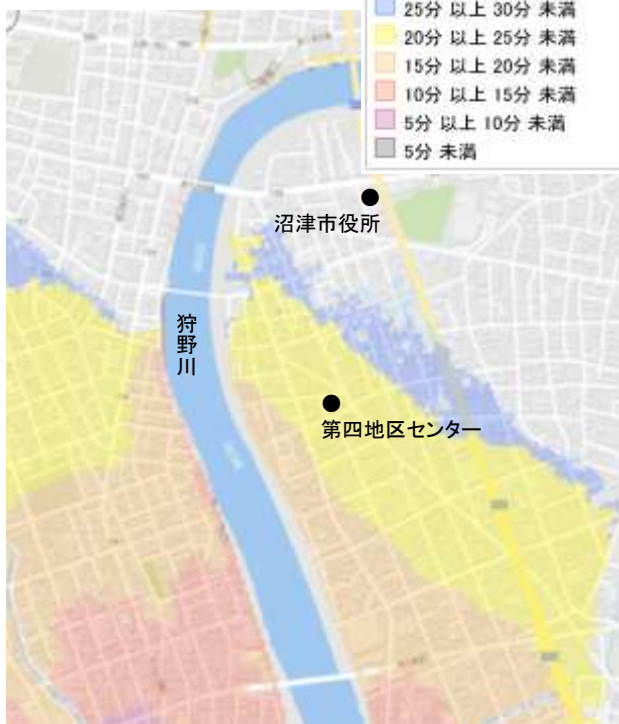 25分 以上 30分 未満
20分 以上 25分 未満
15分 以上 20分 未満
10分 以上 15分 未満
5分 以上 10分 未満
5分 未満
沼津市役所
狩野川
第四地区センター